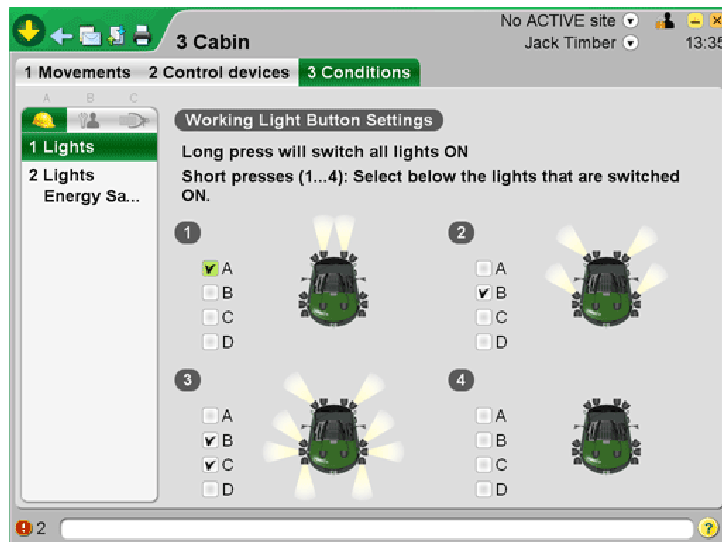 No ACTIVE site
3 Cabin
Jack Timber
13:35
1 Movements 2 Control devices 3 Conditions
A B C
Working Light Button Settings
1 Lights
Long press will switch all lights ON
2 Lights
Energy Sa...
Short presses (1...4): Select below the lights that are switched
ON.
1
A
B
C
D
2
A
B
C
D
3
A
B
C
D
4
A
B
C
D
2
?